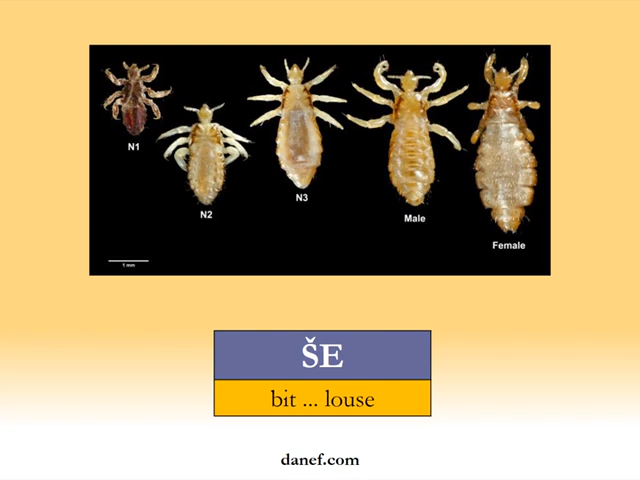 N1
N2
N3
Male
Female
1 mm
ŠE
bit ... louse
danef.com